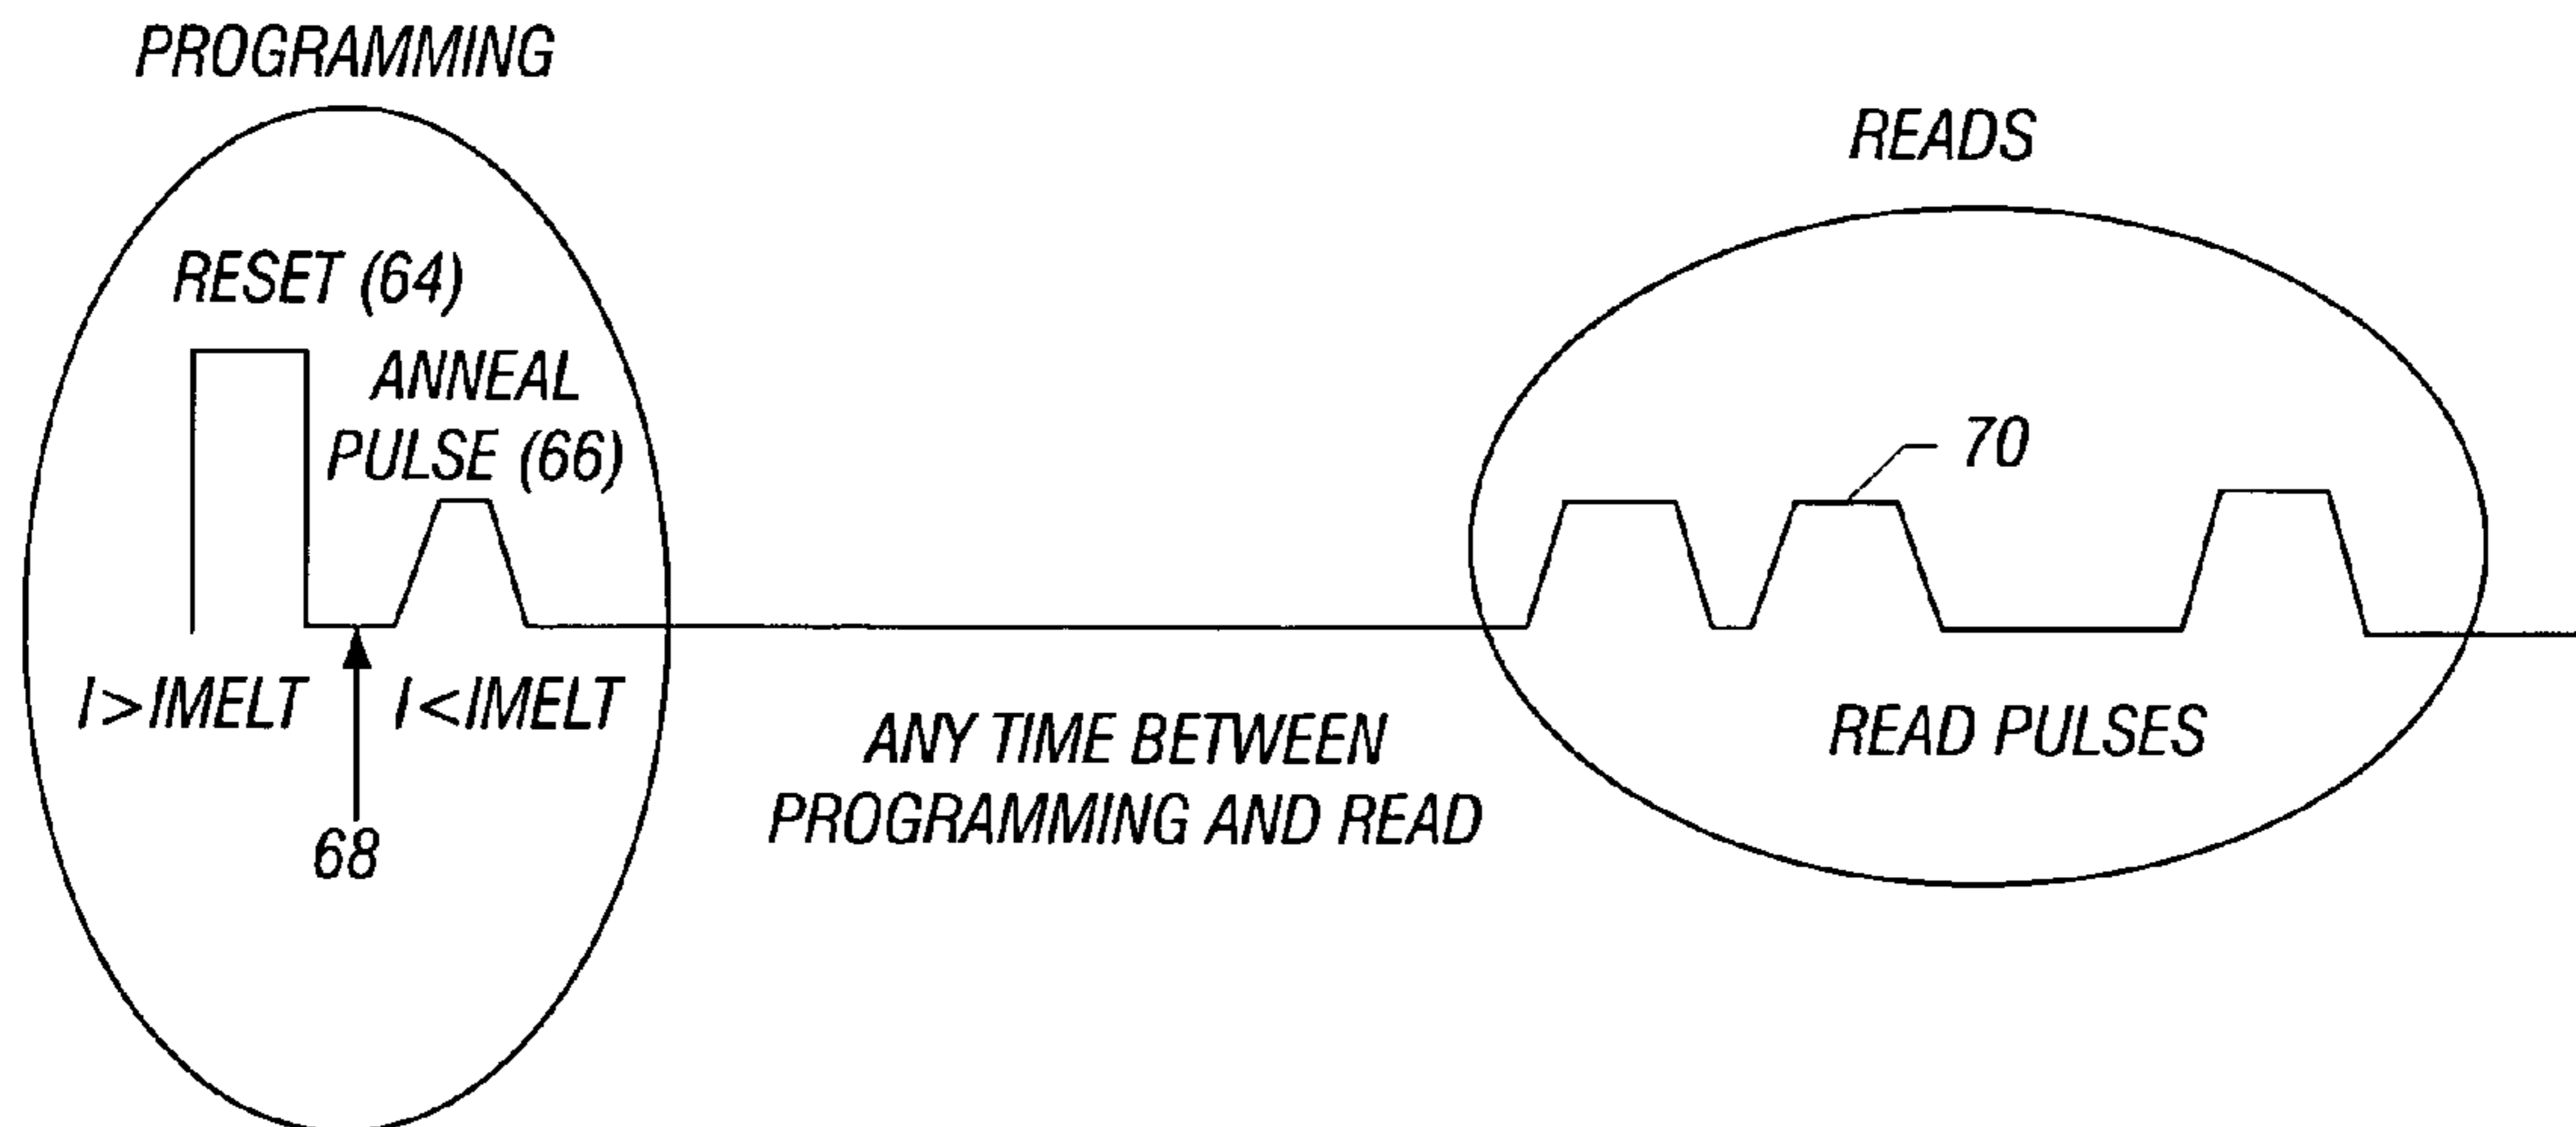 PROGRAMMING
RESET (64)
ANNEAL
PULSE (66)
I>IMELT
I<IMELT
68
ANY TIME BETWEEN
PROGRAMMING AND READ
READS
70
READ PULSES